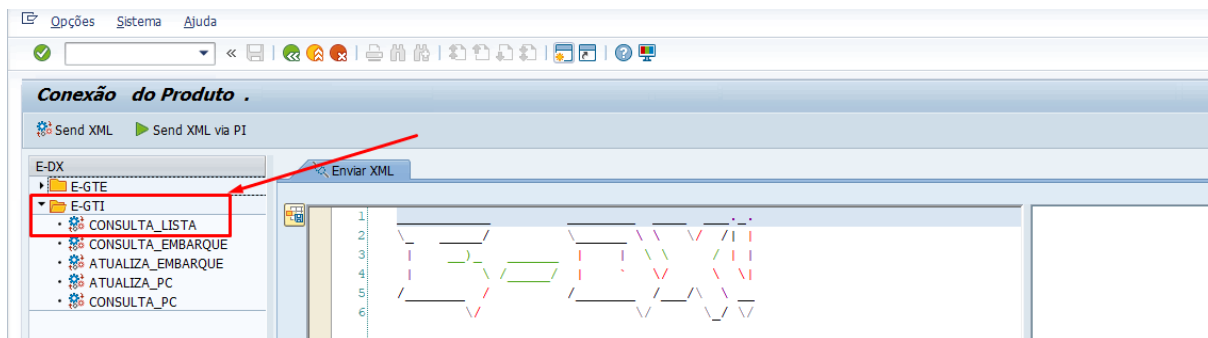 Opções Sistema Ajuda
Conexão do Produto .
Send XML Send XML via PI
E-DX
E-GTE
E-GTI
CONSULTA_LISTA
CONSULTA_EMBARQUE
ATUALIZA_EMBARQUE
ATUALIZA_PC
CONSULTA_PC
Enviar XML
1
2
3
4
5
6